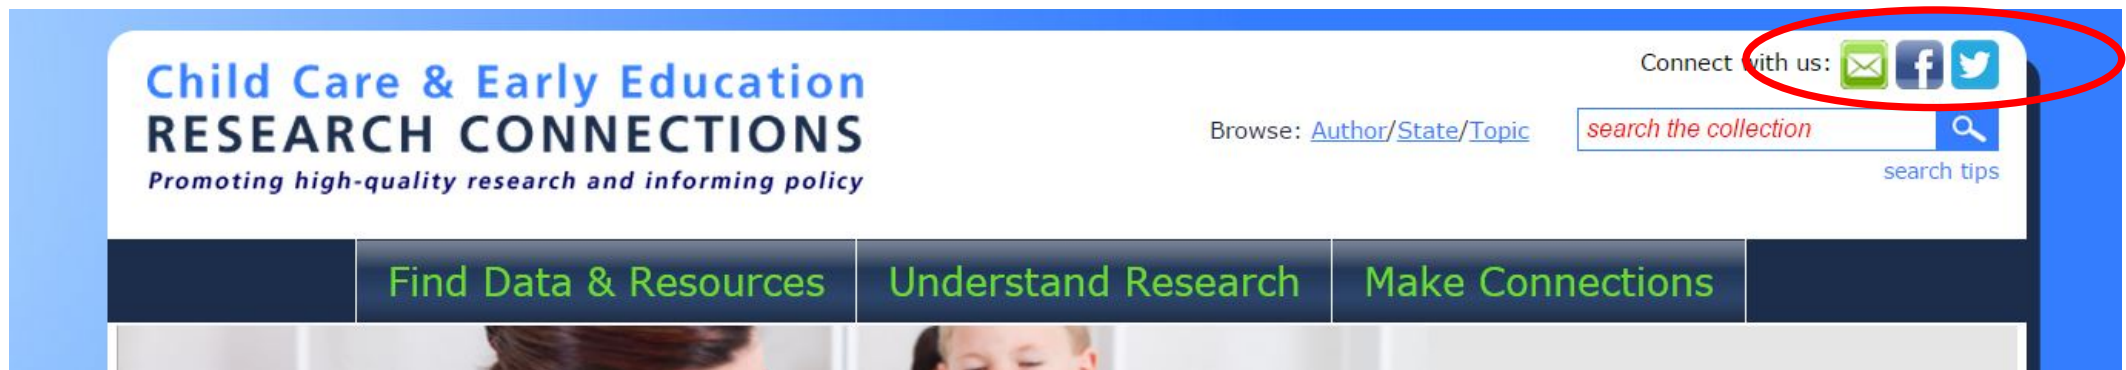 Connect with us:
Child Care & Early Education
RESEARCH CONNECTIONS
Promoting high-quality research and informing policy
Browse: Author/State/Topic
search the collection
search tips
Find Data & Resources
Understand Research
Make Connections